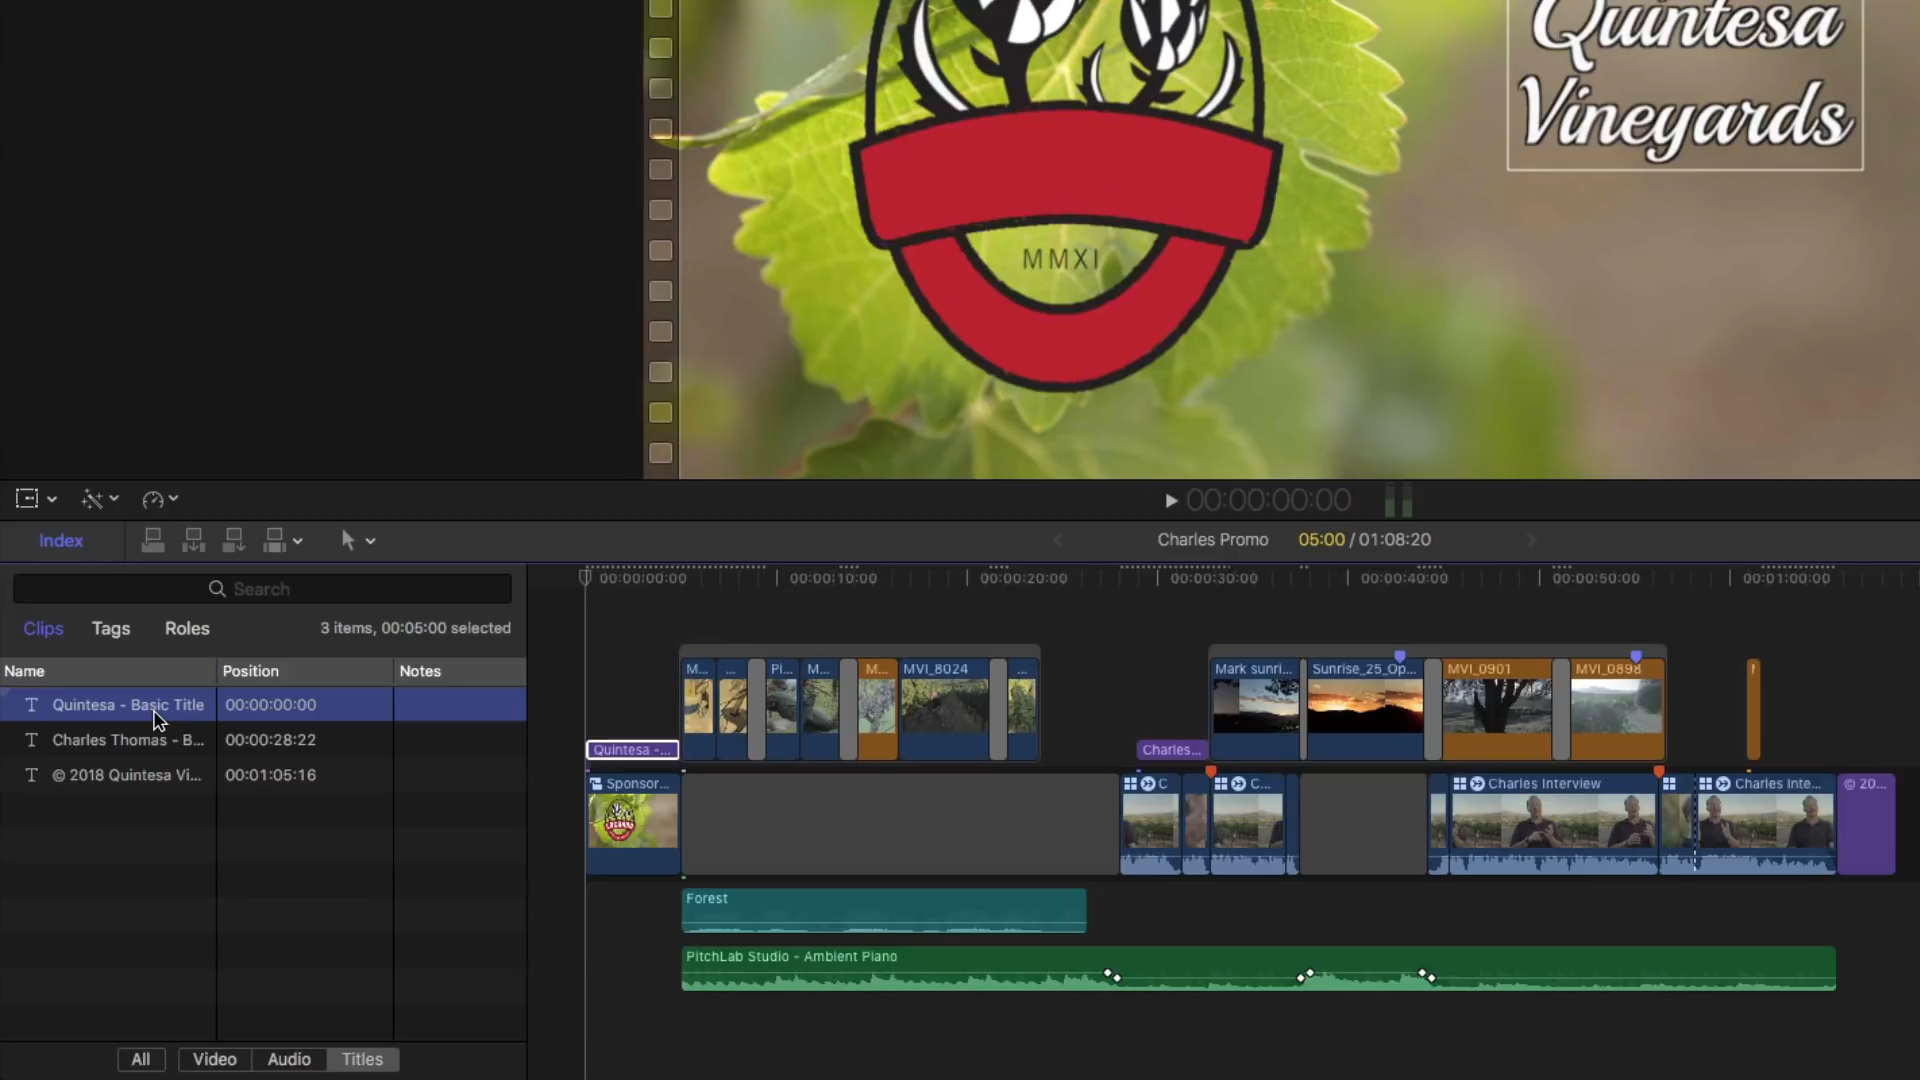 Quintesa
Vineyards
MMXI
00:00:00:00
Index
Charles Promo
05:00 / 01:08:20
Search
00:00:00:00
00:00:10:00
00:00:20:00
00:00:30:00
00:00:40:00
00:00:50:00
00:01:00:00
Clips
Tags
Roles
3 items, 00:05:00 selected
Name
Position
Notes
T Quintesa - Basic Title 00:00:00:00
T Charles Thomas - B... 00:00:28:22
T © 2018 Quintesa Vi... 00:01:05:16
M...
...
Pi...
M...
M...
MVI_8024
...
Mark sunri...
Sunrise_25_Op...
MVI_0901
MVI_0898
Quintesa -...
Charles...
Sponsor...
C
C...
Charles Interview
Charles Inte...
© 20...
Forest
PitchLab Studio - Ambient Piano
All
Video
Audio
Titles